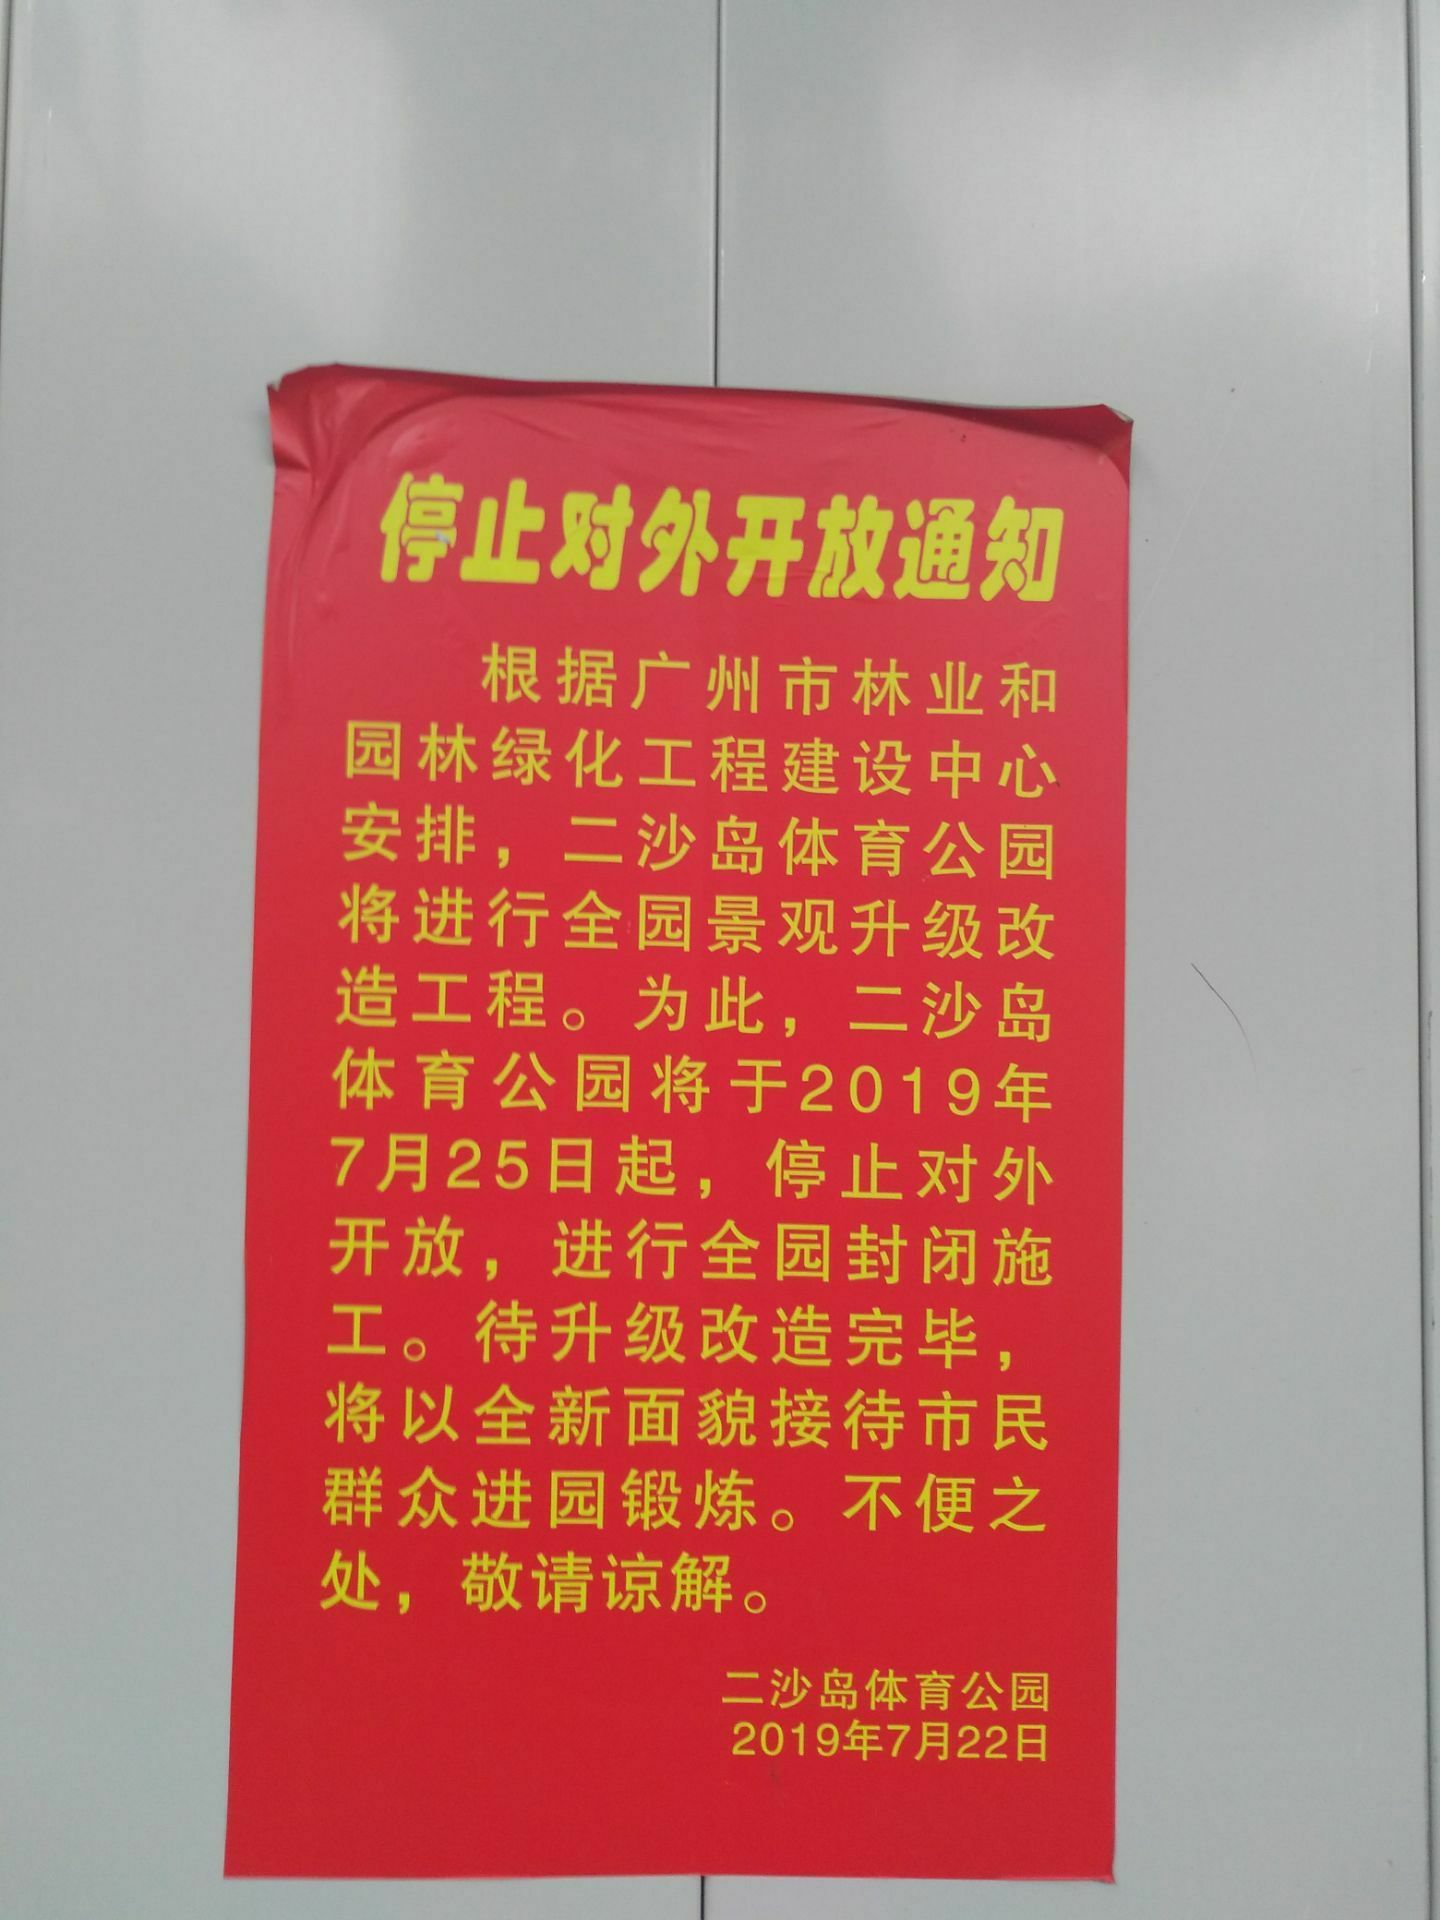 停止对外开放通知
根据广州市林业和
园林绿化工程建设中心
安排，二沙岛体育公园
将进行全园景观升级改
造工程。为此，二沙岛
体育公园将于2019年
7月25日起，停止对外
开放，进行全园封闭施
工。待升级改造完毕，
将以全新面貌接待市民
群众进园锻炼。不便之
处，敬请谅解。
二沙岛体育公园
2019年7月22日